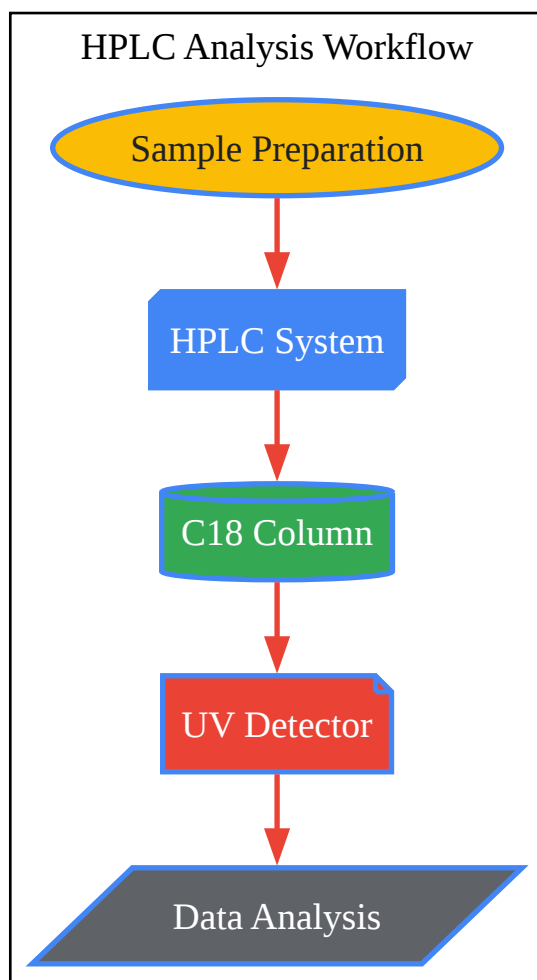 HPLC Analysis Workflow
Sample Preparation
HPLC System
C18 Column
UV Detector
Data Analysis